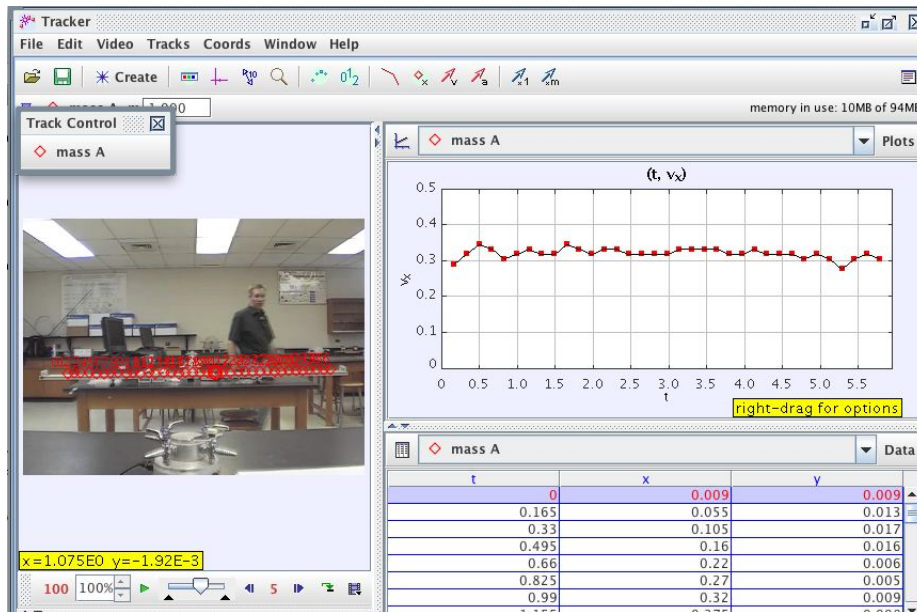 Tracker
File Edit Video Tracks Coords Window Help
Create
memory in use: 10MB of 94MB
Track Control
mass A
mass A
Plots
(t, vx)
0.5
0.4
0.3
0.2
0.1
0
vx
0 0.5 1.0 1.5 2.0 2.5 3.0 3.5 4.0 4.5 5.0 5.5
t
right-drag for options
mass A
Data
t x y
0 0.009 0.009
0.165 0.055 0.013
0.33 0.105 0.017
0.495 0.16 0.016
0.66 0.22 0.006
0.825 0.27 0.005
0.99 0.32 0.009
x=1.075E0 y=-1.92E-3
100 100% 5